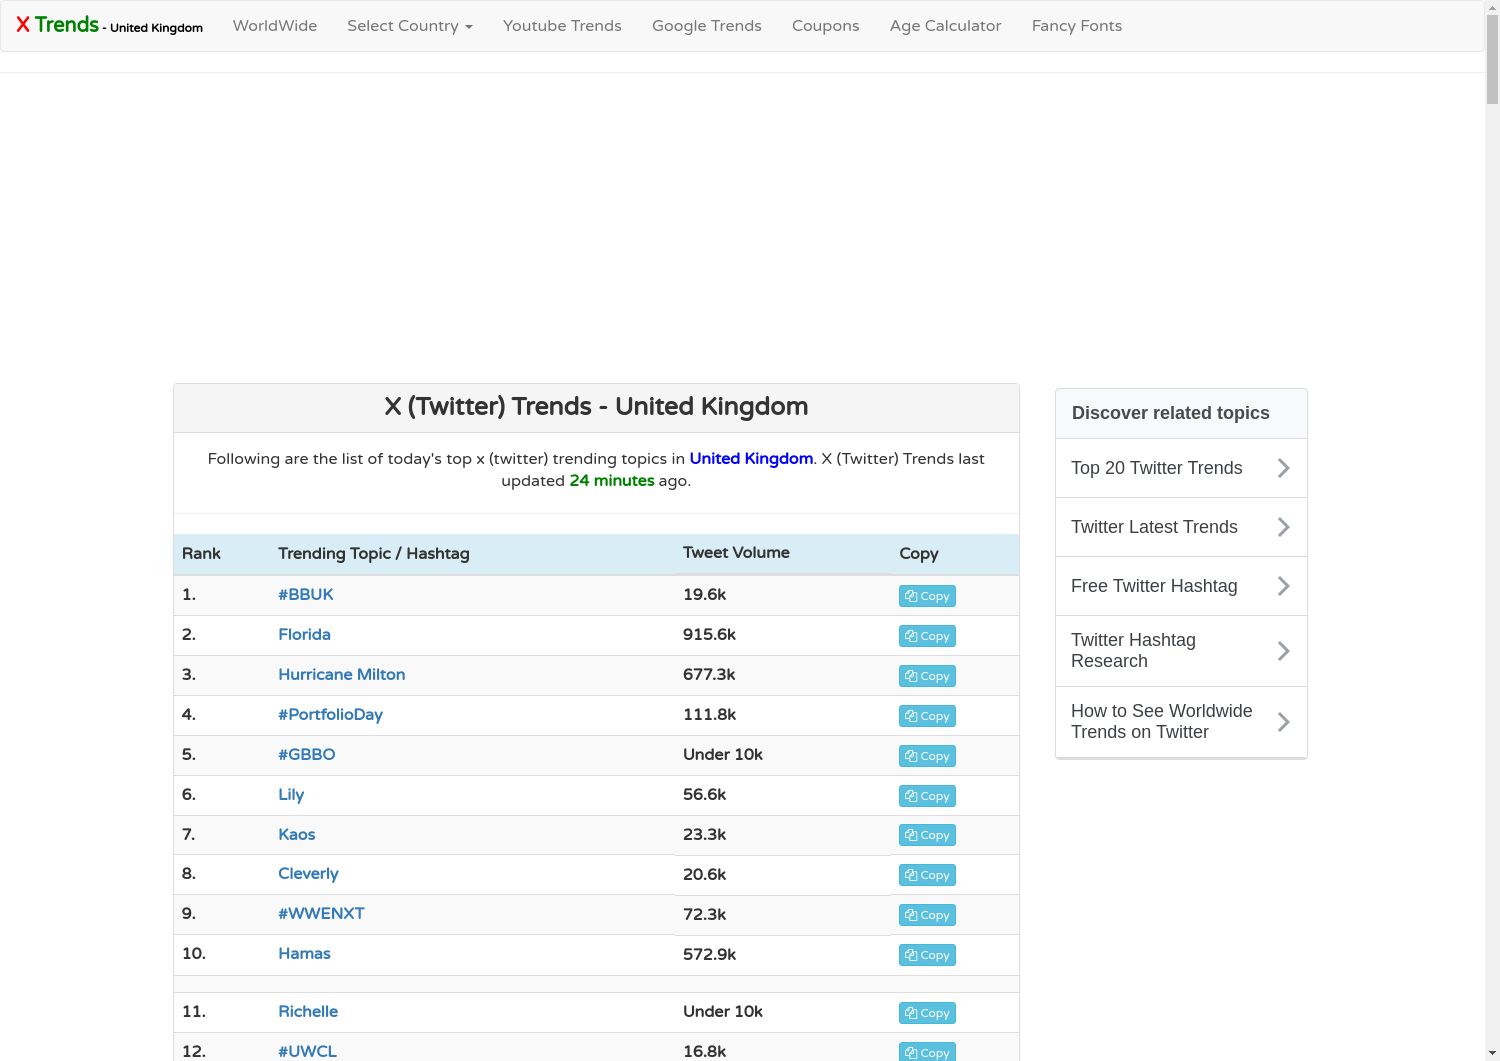 X Trends - United Kingdom WorldWide Select Country Youtube Trends Google Trends Coupons Age Calculator Fancy Fonts
X (Twitter) Trends - United Kingdom
Following are the list of today's top x (twitter) trending topics in United Kingdom. X (Twitter) Trends last
updated 24 minutes ago.
Rank Trending Topic / Hashtag Tweet Volume Copy
1. #BBUK 19.6k Copy
2. Florida 915.6k Copy
3. Hurricane Milton 677.3k Copy
4. #PortfolioDay 111.8k Copy
5. #GBBO Under 10k Copy
6. Lily 56.6k Copy
7. Kaos 23.3k Copy
8. Cleverly 20.6k Copy
9. #WWENXT 72.3k Copy
10. Hamas 572.9k Copy
11. Richelle Under 10k Copy
12. #UWCL 16.8k Copy
Discover related topics
Top 20 Twitter Trends
Twitter Latest Trends
Free Twitter Hashtag
Twitter Hashtag
Research
How to See Worldwide
Trends on Twitter